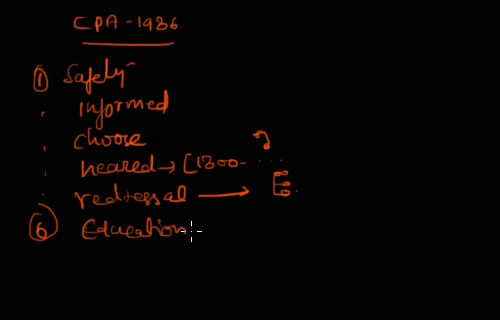 CPA-1986
① Safety
informed
choose
heared → [1800- ...
redressal →
⑥ Education